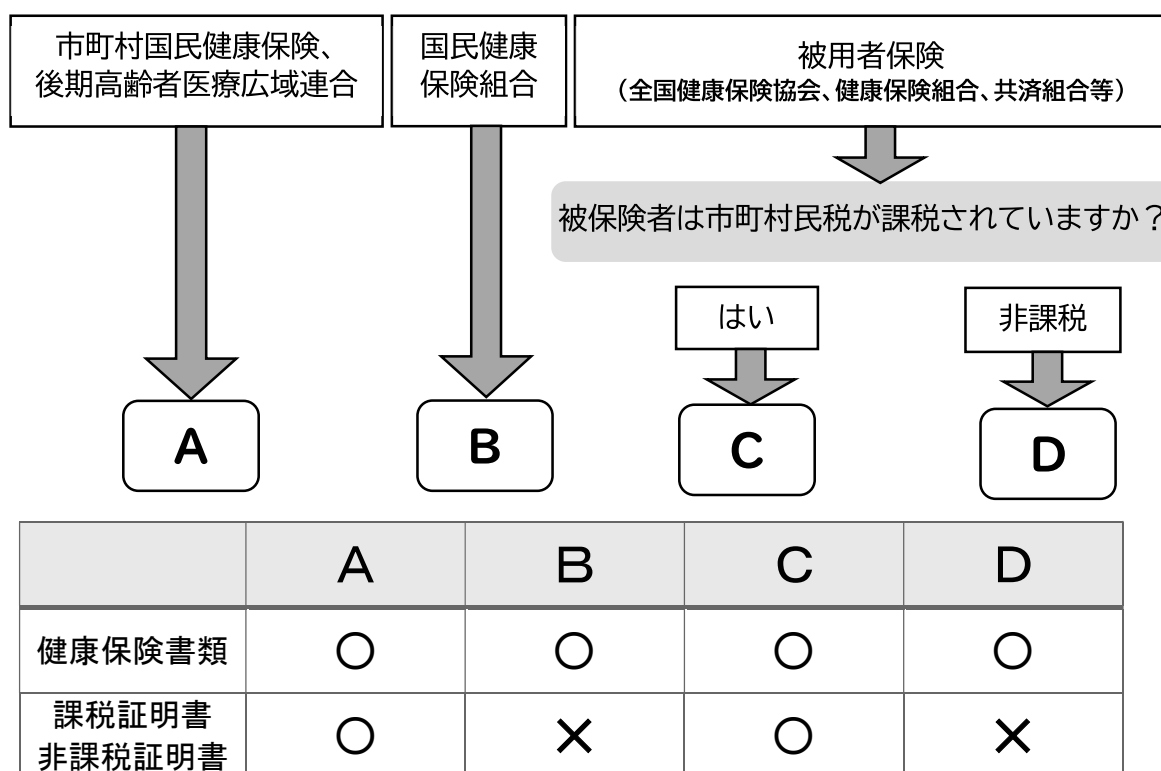 市町村国民健康保険、
後期高齢者医療広域連合
国民健康
保険組合
被用者保険
(全国健康保険協会、健康保険組合、共済組合等)
被保険者は市町村民税が課税されていますか?
はい
非課税
A
B
C
D
A B C D
健康保険書類 〇 〇 〇 〇
課税証明書
非課税証明書 〇 × 〇 ×